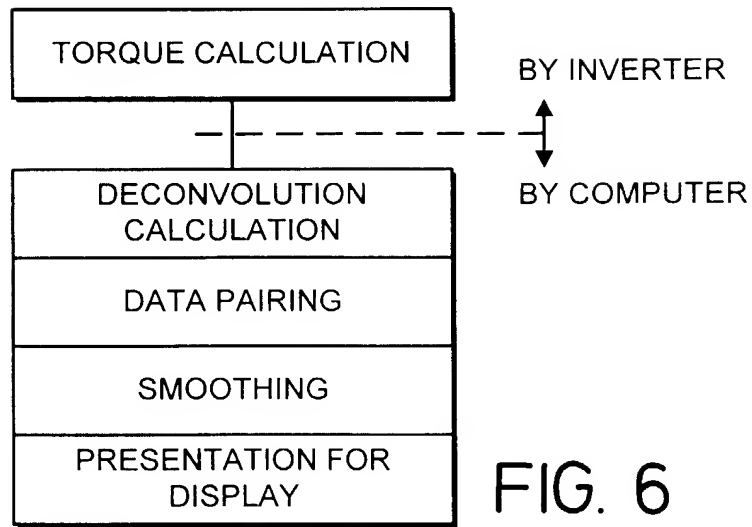 TORQUE CALCULATION
BY INVERTER
BY COMPUTER
DECONVOLUTION
CALCULATION
DATA PAIRING
SMOOTHING
PRESENTATION FOR
DISPLAY
FIG. 6